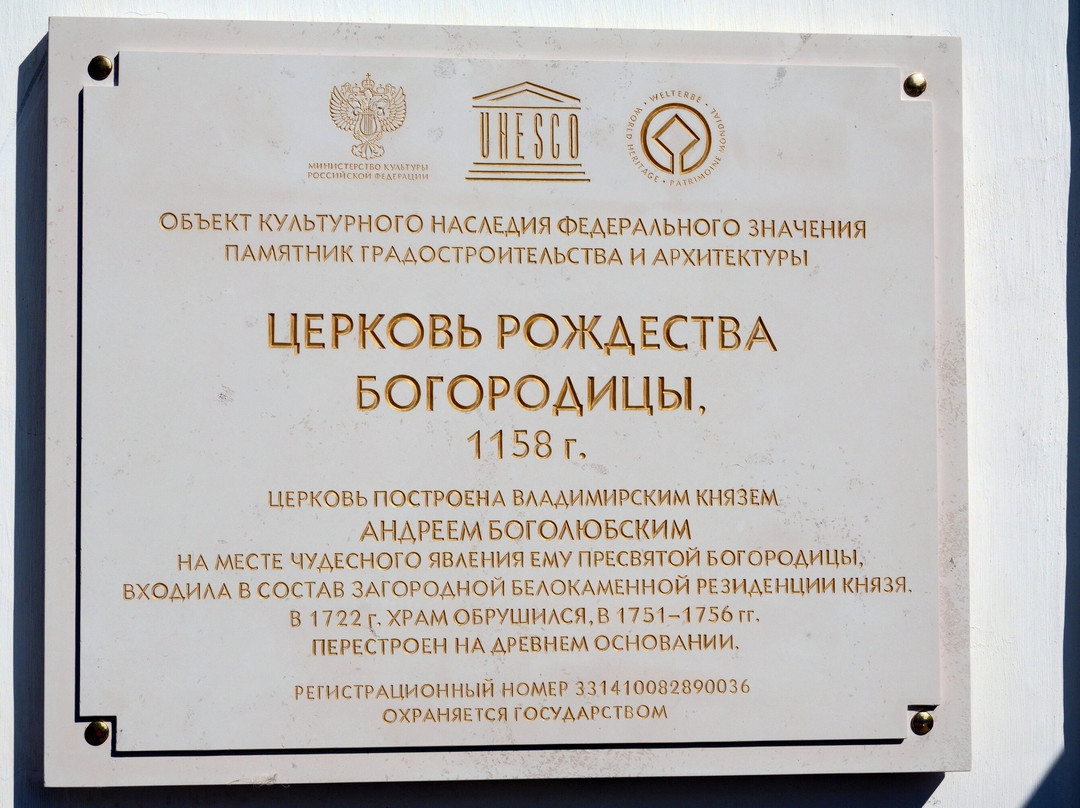 МИНИСТЕРСТВО КУЛЬТУРЫ
РОССИЙСКОЙ ФЕДЕРАЦИИ
UNESCO
WORLD HERITAGE • WELTERBE • PATRIMOINE MONDIAL •
ОБЪЕКТ КУЛЬТУРНОГО НАСЛЕДИЯ ФЕДЕРАЛЬНОГО ЗНАЧЕНИЯ
ПАМЯТНИК ГРАДОСТРОИТЕЛЬСТВА И АРХИТЕКТУРЫ
ЦЕРКОВЬ РОЖДЕСТВА
БОГОРОДИЦЫ,
1158 г.
ЦЕРКОВЬ ПОСТРОЕНА ВЛАДИМИРСКИМ КНЯЗЕМ
АНДРЕЕМ БОГОЛЮБСКИМ
НА МЕСТЕ ЧУДЕСНОГО ЯВЛЕНИЯ ЕМУ ПРЕСВЯТОЙ БОГОРОДИЦЫ,
ВХОДИЛА В СОСТАВ ЗАГОРОДНОЙ БЕЛОКАМЕННОЙ РЕЗИДЕНЦИИ КНЯЗЯ.
В 1722 г. ХРАМ ОБРУШИЛСЯ, В 1751–1756 гг.
ПЕРЕСТРОЕН НА ДРЕВНЕМ ОСНОВАНИИ.
РЕГИСТРАЦИОННЫЙ НОМЕР 331410082890036
ОХРАНЯЕТСЯ ГОСУДАРСТВОМ